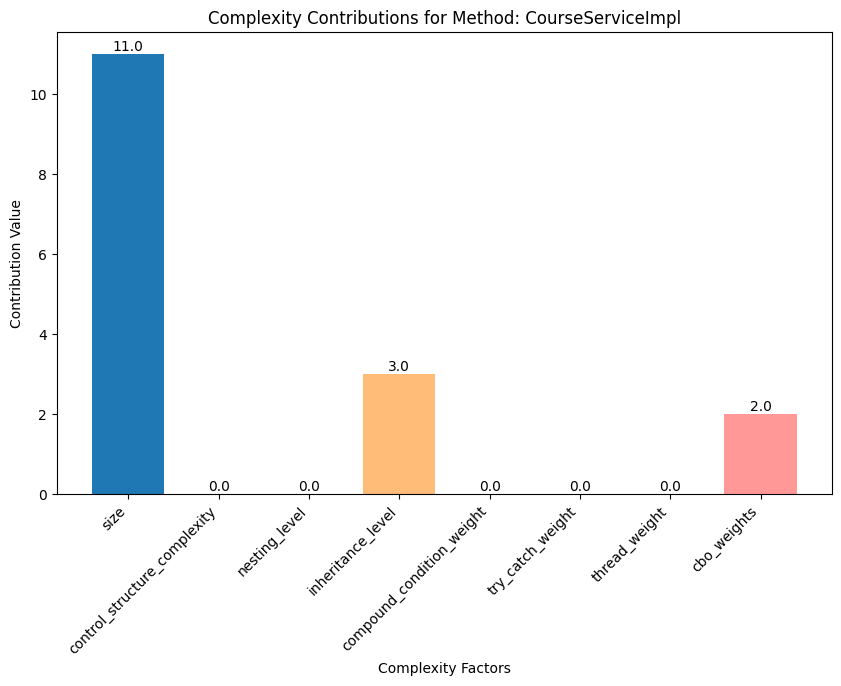 Complexity Contributions for Method: CourseServiceImpl
Contribution Value
10
8
6
4
2
0
11.0
0.0
0.0
3.0
0.0
0.0
0.0
2.0
size
control_structure_complexity
nesting_level
inheritance_level
compound_condition_weight
try_catch_weight
thread_weight
cbo_weights
Complexity Factors